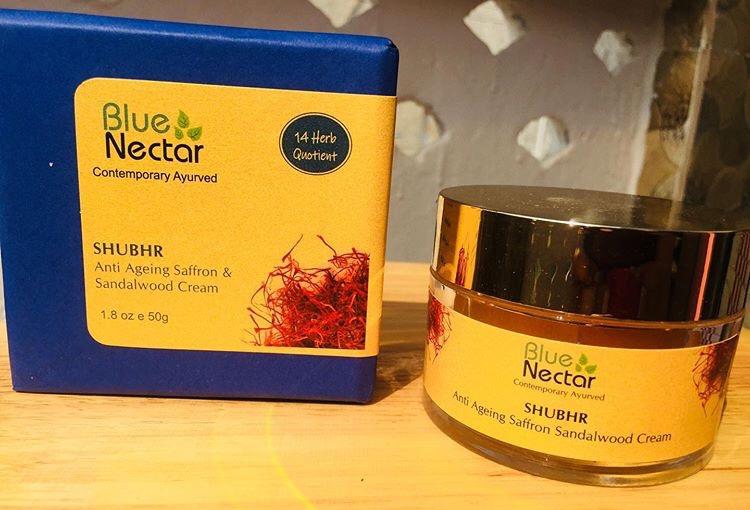 Blue
Nectar
Contemporary Ayurved
14 Herb
Quotient
SHUBHR
Anti Ageing Saffron &
Sandalwood Cream
1.8 oz e 50g
Blue
Nectar
Contemporary Ayurved
SHUBHR
Anti Ageing Saffron Sandalwood Cream